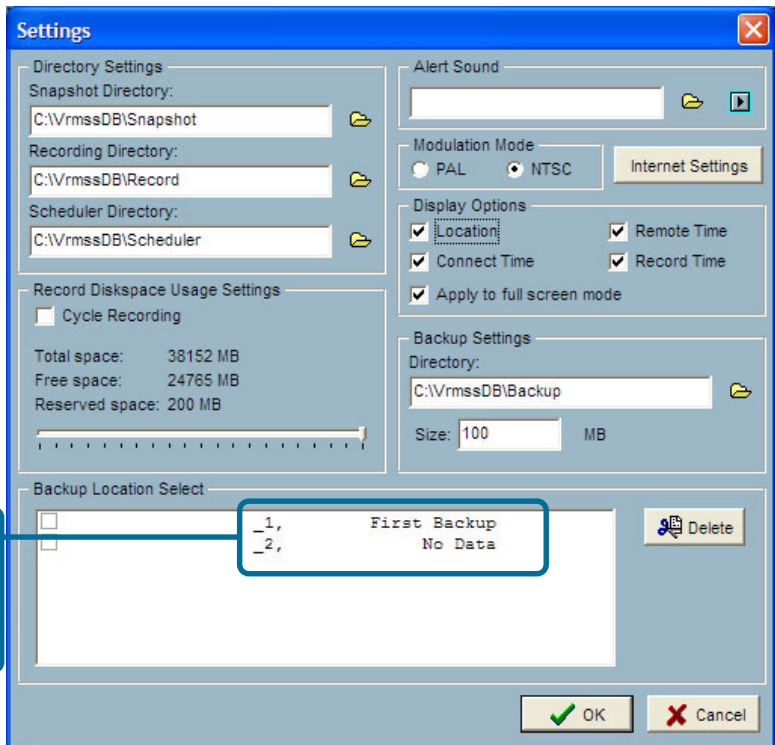 Settings
Directory Settings
Snapshot Directory:
C:\VrmssDB\Snapshot
Recording Directory:
C:\VrmssDB\Record
Scheduler Directory:
C:\VrmssDB\Scheduler
Record Diskspace Usage Settings
Cycle Recording
Total space: 38152 MB
Free space: 24765 MB
Reserved space: 200 MB
Alert Sound
Modulation Mode
PAL NTSC
Internet Settings
Display Options
Location Remote Time
Connect Time Record Time
Apply to full screen mode
Backup Settings
Directory:
C:\VrmssDB\Backup
Size: 100 MB
Backup Location Select
_1, First Backup
_2, No Data
Delete
OK Cancel